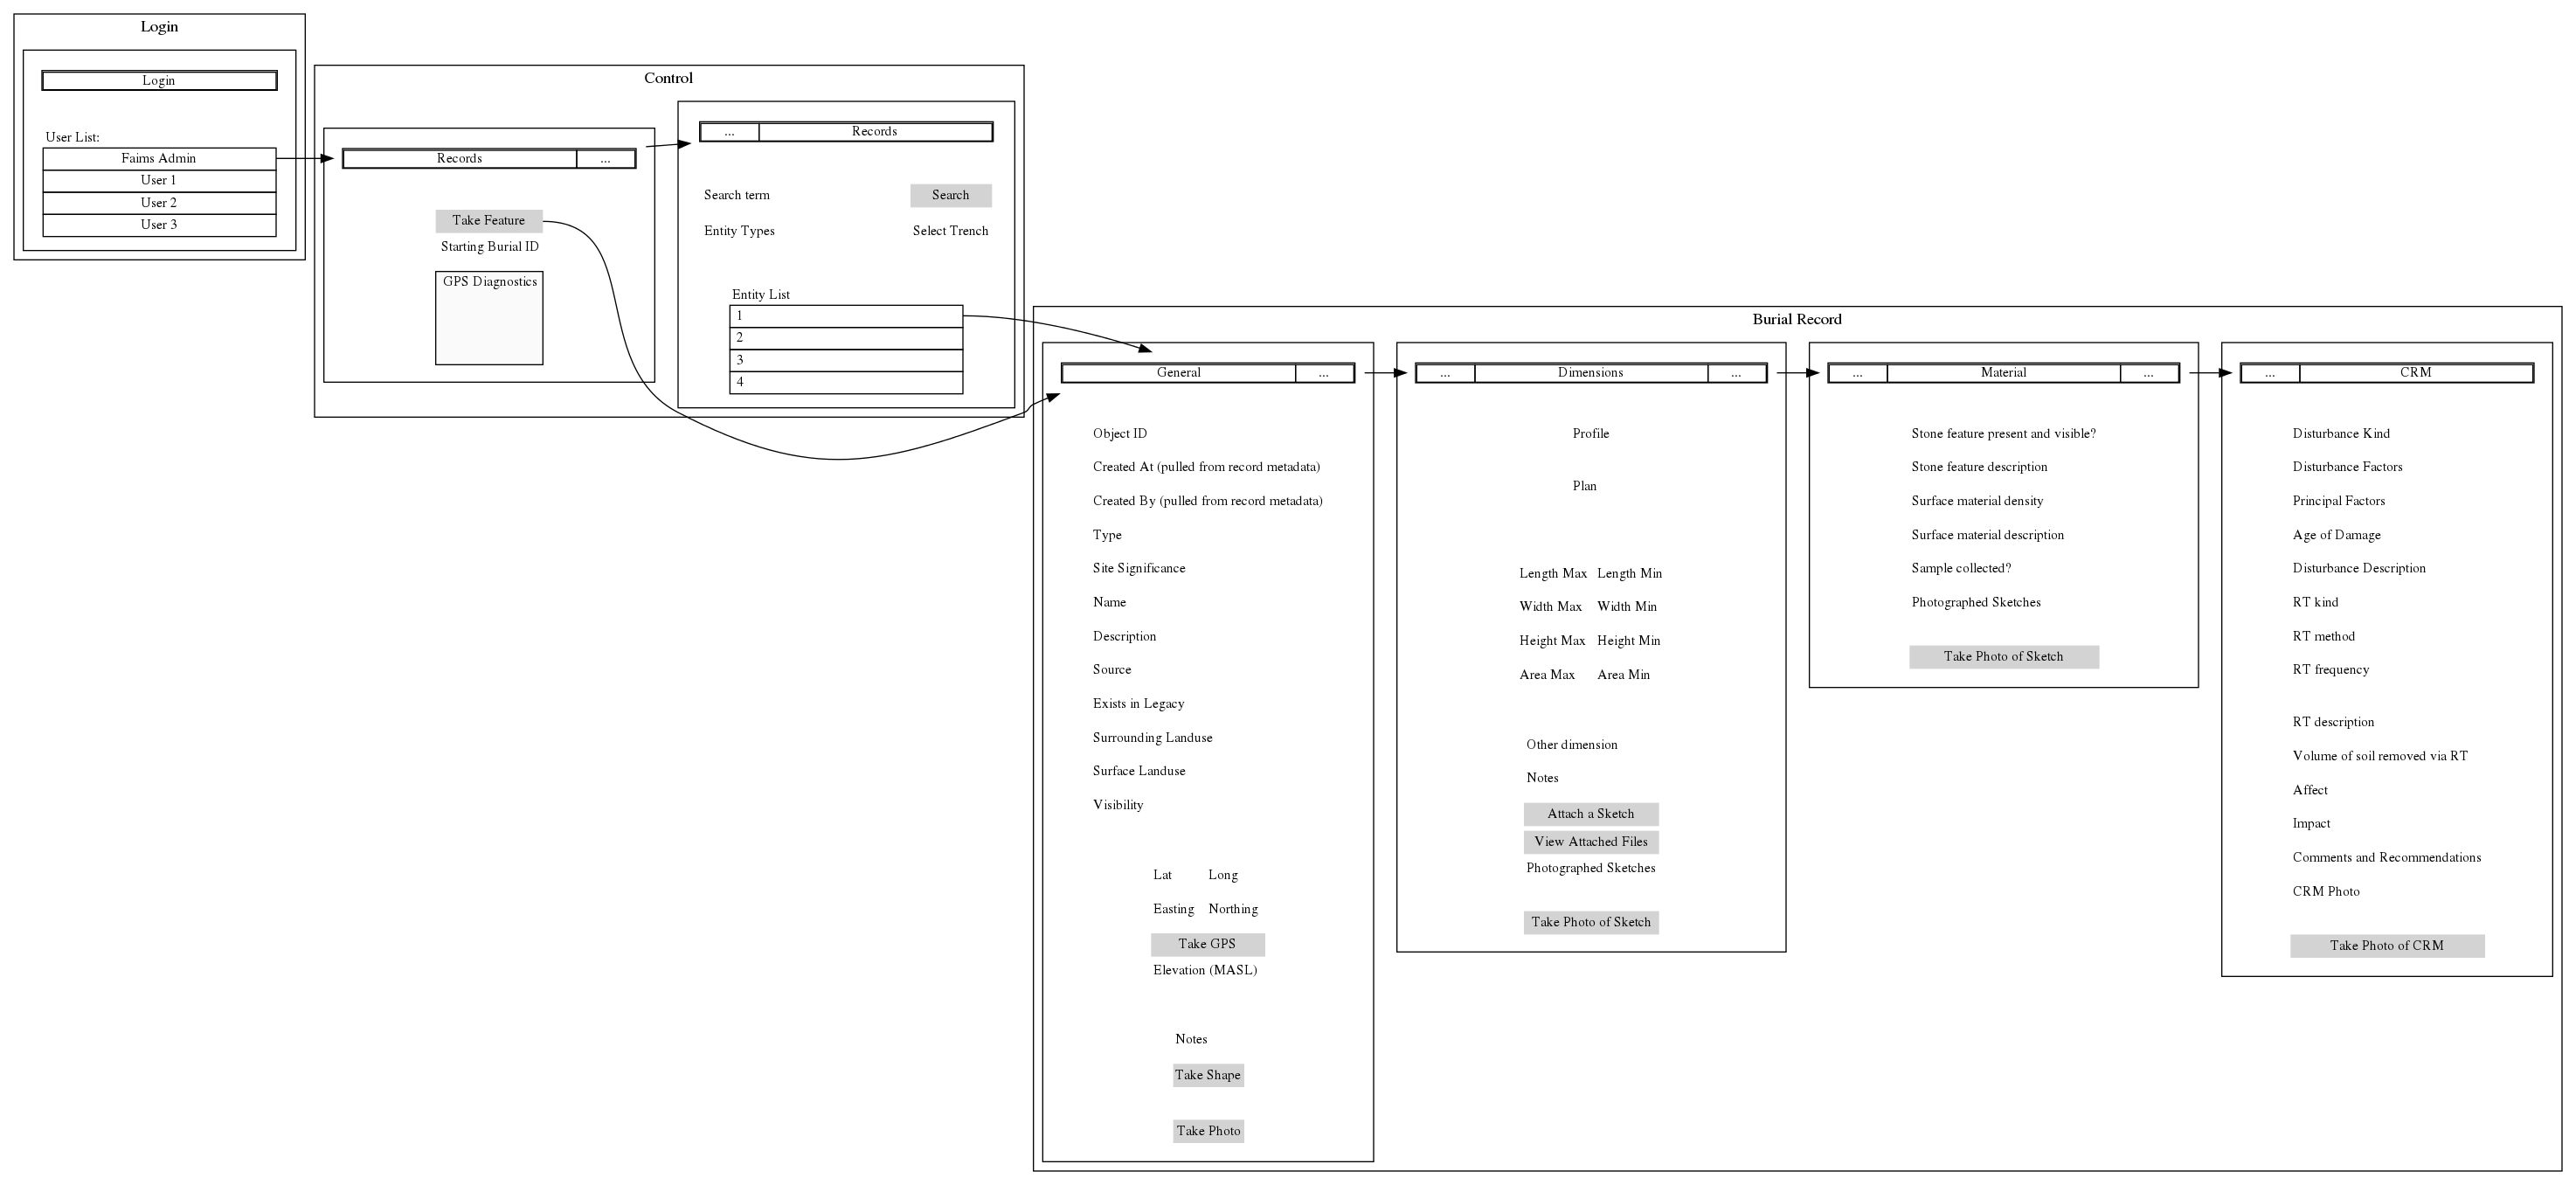 Login
Login
User List:
Faims Admin
User 1
User 2
User 3
Control
Records ...
Take Feature
Starting Burial ID
GPS Diagnostics
... Records
Search term Search
Entity Types Select Trench
Entity List
1
2
3
4
Burial Record
General ...
Object ID
Created At (pulled from record metadata)
Created By (pulled from record metadata)
Type
Site Significance
Name
Description
Source
Exists in Legacy
Surrounding Landuse
Surface Landuse
Visibility
Lat Long
Easting Northing
Take GPS
Elevation (MASL)
Notes
Take Shape
Take Photo
... Dimensions ...
Profile
Plan
Length Max Length Min
Width Max Width Min
Height Max Height Min
Area Max Area Min
Other dimension
Notes
Attach a Sketch
View Attached Files
Photographed Sketches
Take Photo of Sketch
... Material ...
Stone feature present and visible?
Stone feature description
Surface material density
Surface material description
Sample collected?
Photographed Sketches
Take Photo of Sketch
... CRM
Disturbance Kind
Disturbance Factors
Principal Factors
Age of Damage
Disturbance Description
RT kind
RT method
RT frequency
RT description
Volume of soil removed via RT
Affect
Impact
Comments and Recommendations
CRM Photo
Take Photo of CRM